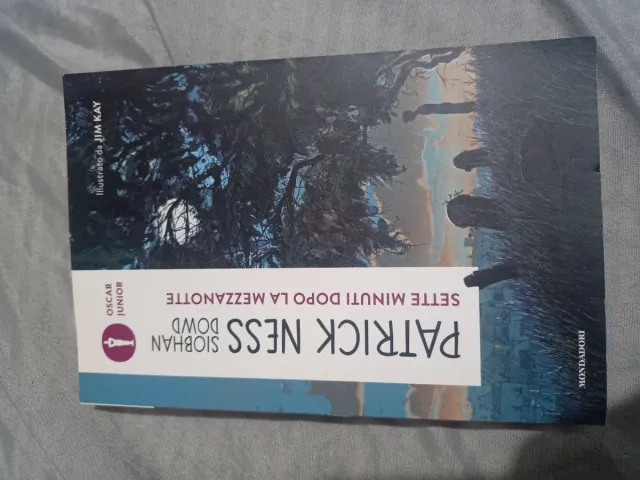 Illustrato da JIM KAY
OSCAR
JUNIOR
SETTE MINUTI DOPO LA MEZZANOTTE
PATRICK NESS
SIOBHAN
DOWD
MONDADORI